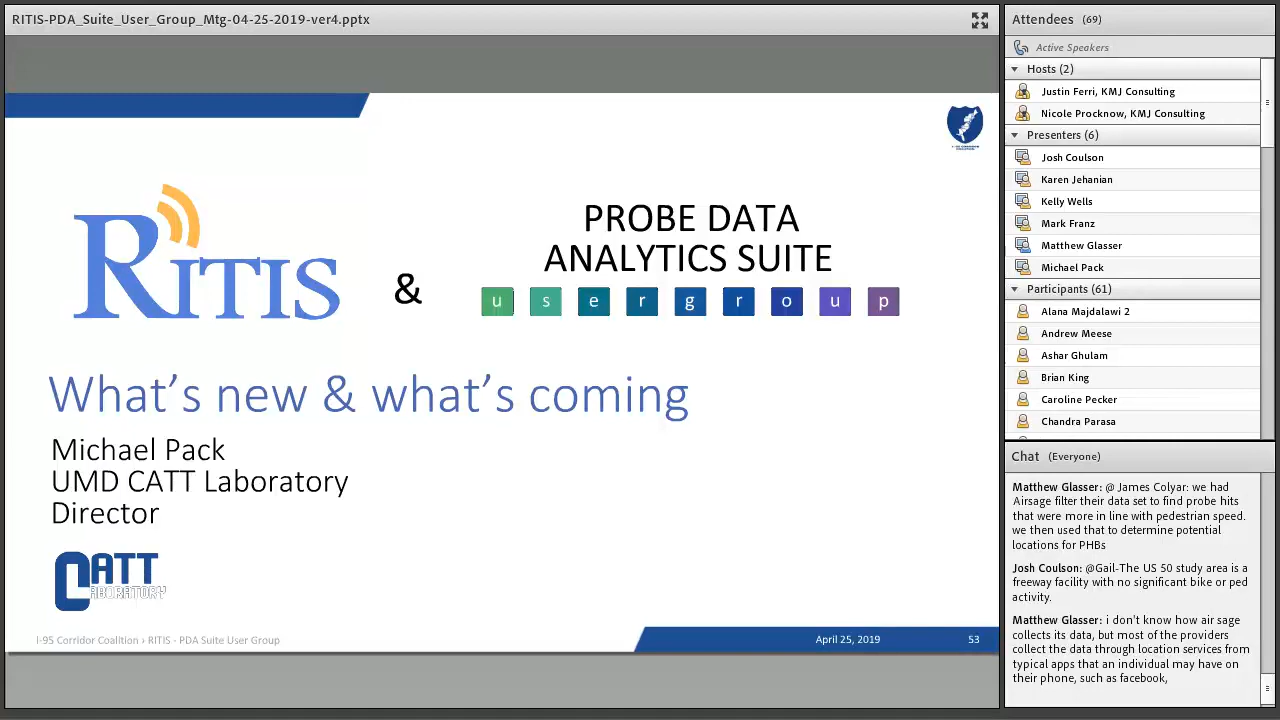 RITIS-PDA_Suite_User_Group_Mtg-04-25-2019-ver4.pptx
RITIS
&
PROBE DATA
ANALYTICS SUITE
u s e r g r o u p
What's new & what's coming
Michael Pack
UMD CATT Laboratory
Director
CATT
LABORATORY
I-95 Corridor Coalition › RITIS - PDA Suite User Group
April 25, 2019
53
Attendees (69)
Active Speakers
Hosts (2)
Justin Ferri, KMJ Consulting
Nicole Procknow, KMJ Consulting
Presenters (6)
Josh Coulson
Karen Jehanian
Kelly Wells
Mark Franz
Matthew Glasser
Michael Pack
Participants (61)
Alana Majdalawi 2
Andrew Meese
Ashar Ghulam
Brian King
Caroline Pecker
Chandra Parasa
Chat (Everyone)
Matthew Glasser: @ James Colyar: we had
Airsage filter their data set to find probe hits
that were more in line with pedestrian speed.
we then used that to determine potential
locations for PHBs
Josh Coulson: @Gail-The US 50 study area is a
freeway facility with no significant bike or ped
activity.
Matthew Glasser: i don't know how air sage
collects its data, but most of the providers
collect the data through location services from
typical apps that an individual may have on
their phone, such as facebook,